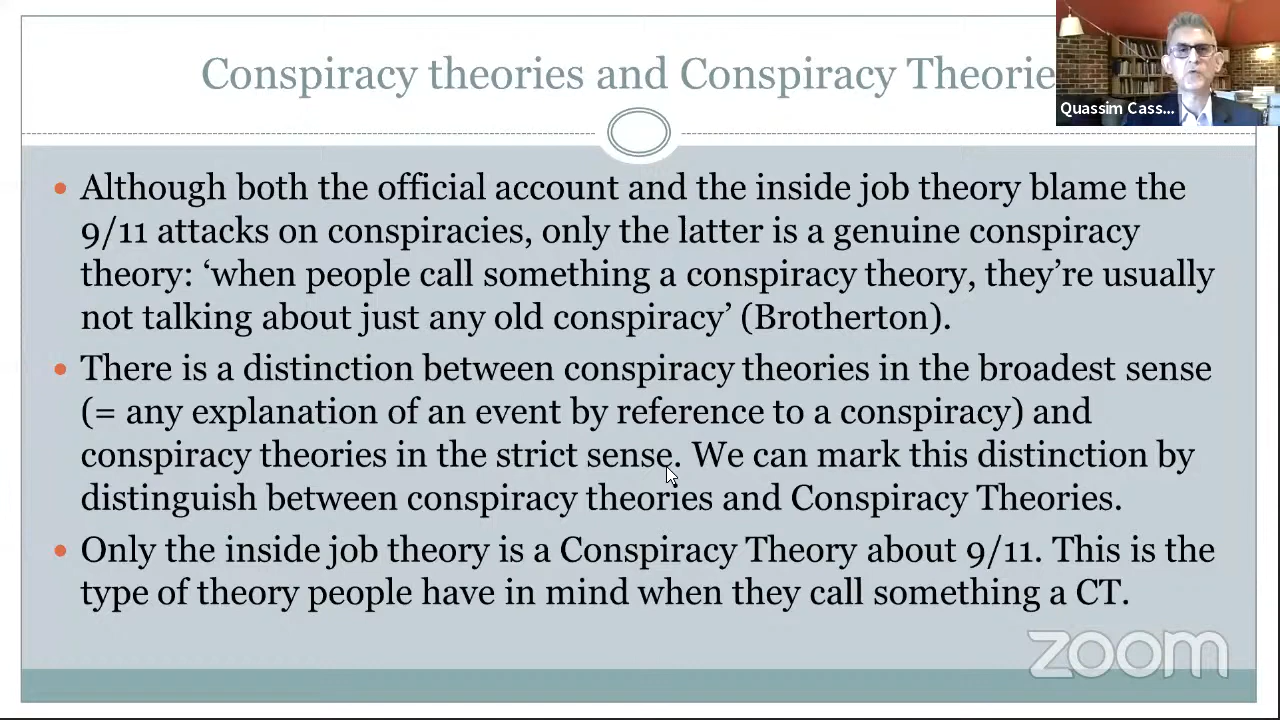 Conspiracy theories and Conspiracy Theorie
Quassim Cass...
• Although both the official account and the inside job theory blame the
9/11 attacks on conspiracies, only the latter is a genuine conspiracy
theory: ‘when people call something a conspiracy theory, they’re usually
not talking about just any old conspiracy’ (Brotherton).
• There is a distinction between conspiracy theories in the broadest sense
(= any explanation of an event by reference to a conspiracy) and
conspiracy theories in the strict sense. We can mark this distinction by
distinguish between conspiracy theories and Conspiracy Theories.
• Only the inside job theory is a Conspiracy Theory about 9/11. This is the
type of theory people have in mind when they call something a CT.
zoom